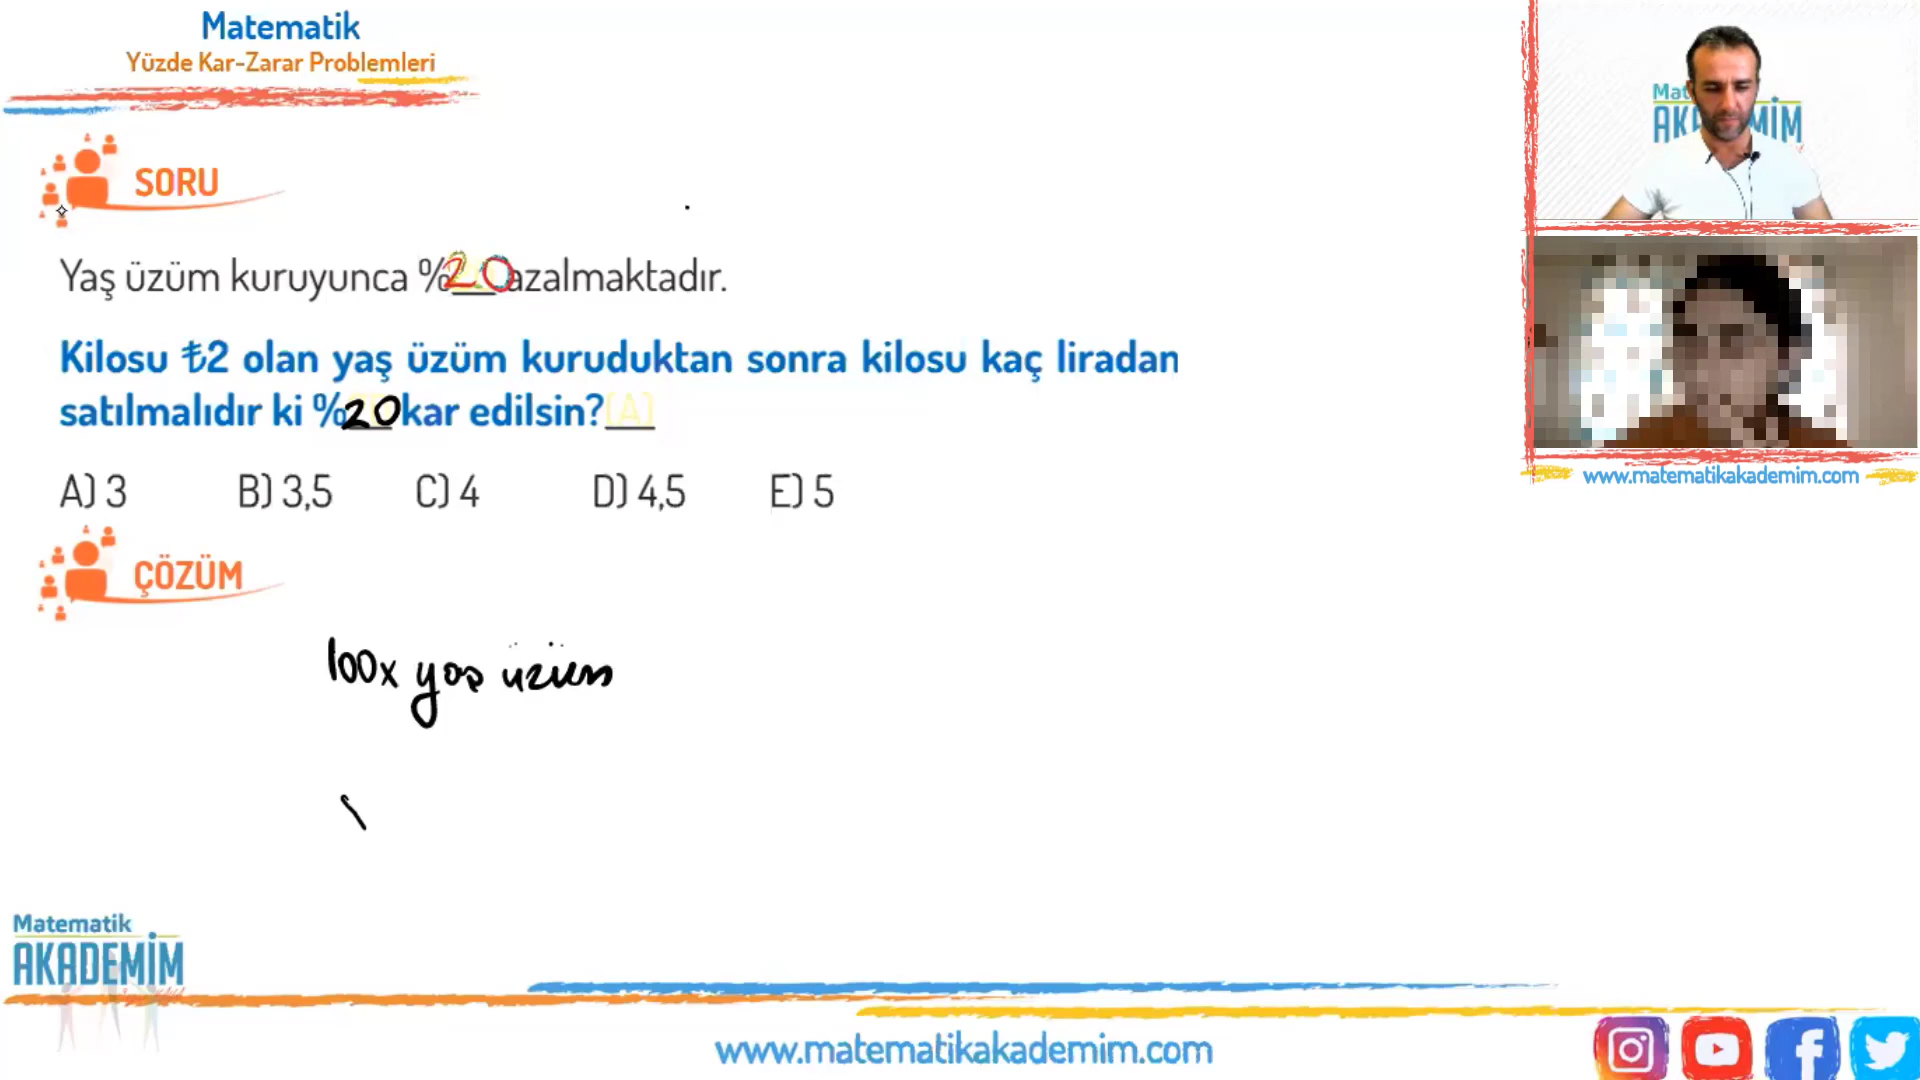 Matematik
Yüzde Kar-Zarar Problemleri
SORU
Yaş üzüm kuruyunca %20 azalmaktadır.
Kilosu ₺2 olan yaş üzüm kuruduktan sonra kilosu kaç liradan
satılmalıdır ki %20 kar edilsin? (A)
A) 3 B) 3,5 C) 4 D) 4,5 E) 5
ÇÖZÜM
100x yaş üzüm
Matematik
AKADEMİM
www.matematikakademim.com
www.matematikakademim.com